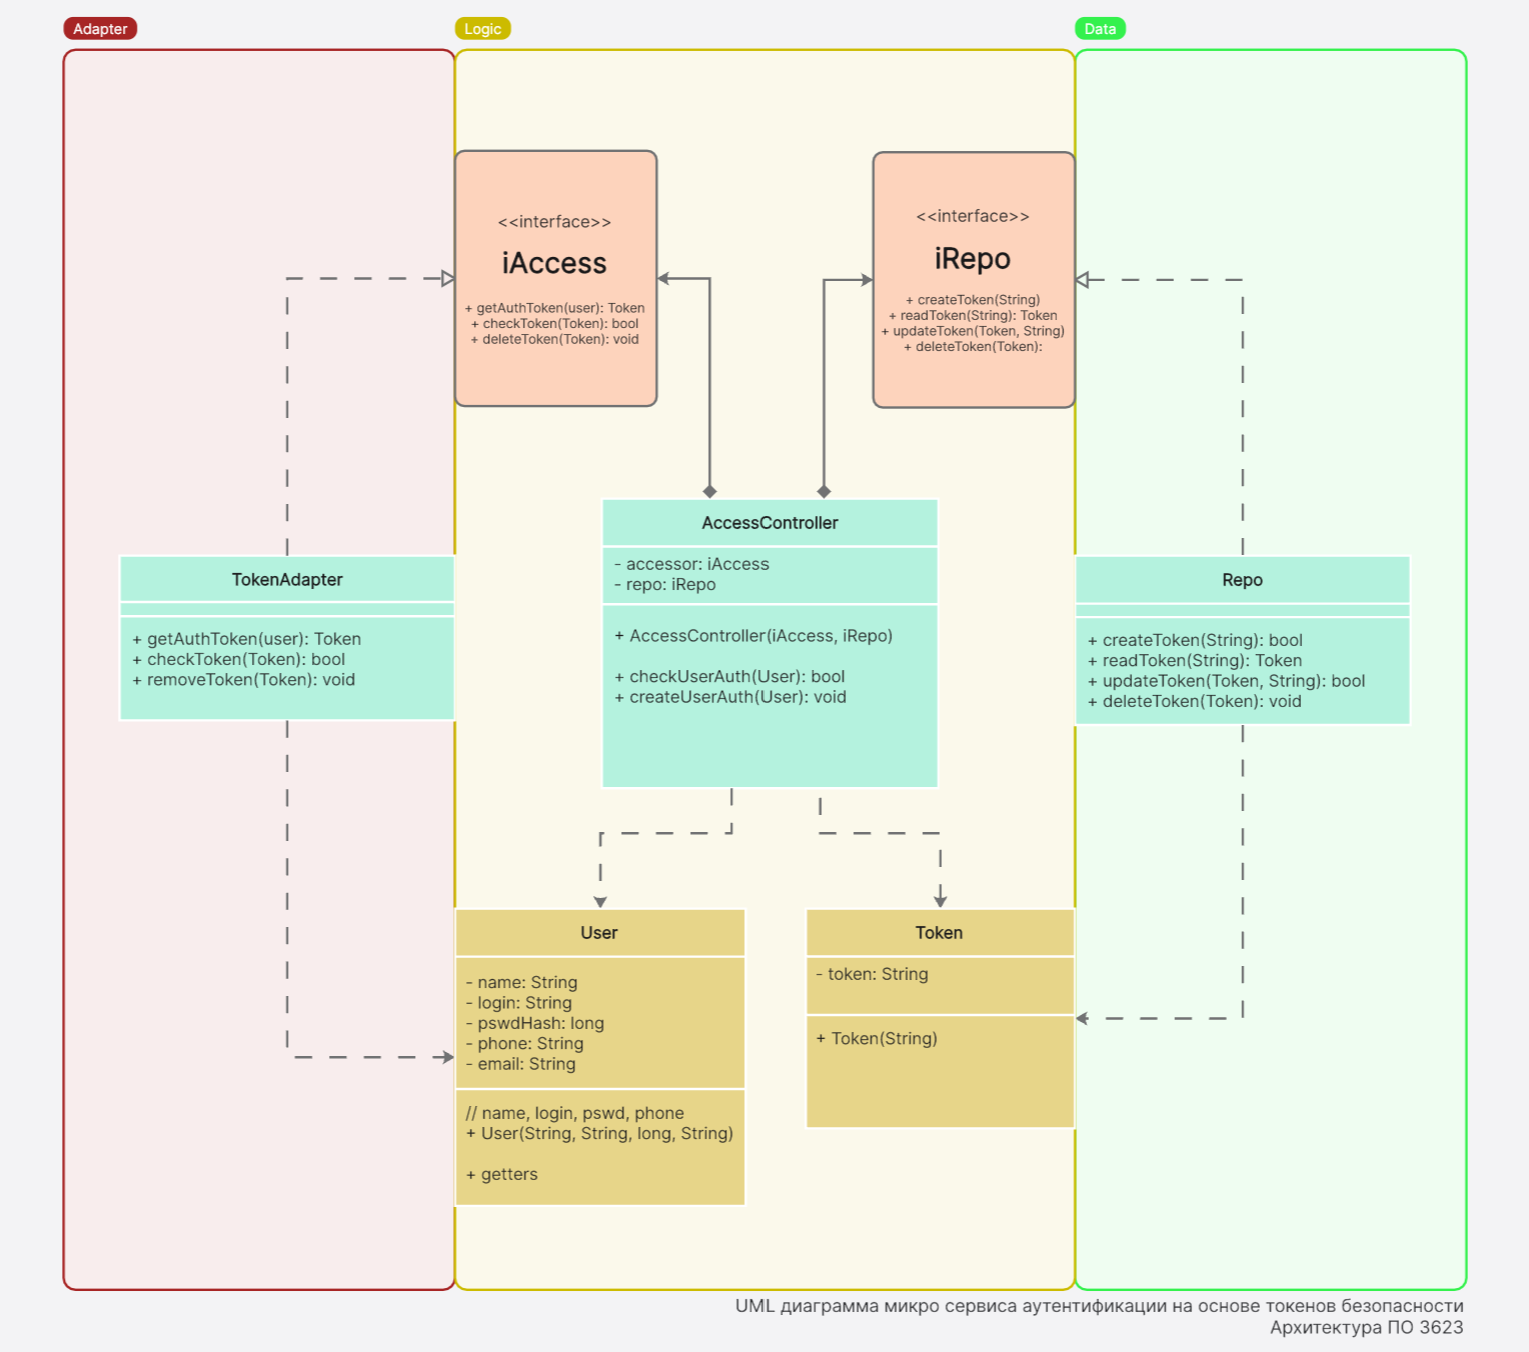 Adapter
Logic
Data
<<interface>>
iAccess
+ getAuthToken(user): Token
+ checkToken(Token): bool
+ deleteToken(Token): void
<<interface>>
iRepo
+ createToken(String)
+ readToken(String): Token
+ updateToken(Token, String)
+ deleteToken(Token):
TokenAdapter
+ getAuthToken(user): Token
+ checkToken(Token): bool
+ removeToken(Token): void
AccessController
- accessor: iAccess
- repo: iRepo
+ AccessController(iAccess, iRepo)
+ checkUserAuth(User): bool
+ createUserAuth(User): void
Repo
+ createToken(String): bool
+ readToken(String): Token
+ updateToken(Token, String): bool
+ deleteToken(Token): void
User
- name: String
- login: String
- pswdHash: long
- phone: String
- email: String
// name, login, pswd, phone
+ User(String, String, long, String)
+ getters
Token
- token: String
+ Token(String)
UML диаграмма микро сервиса аутентификации на основе токенов безопасности
Архитектура ПО 3623